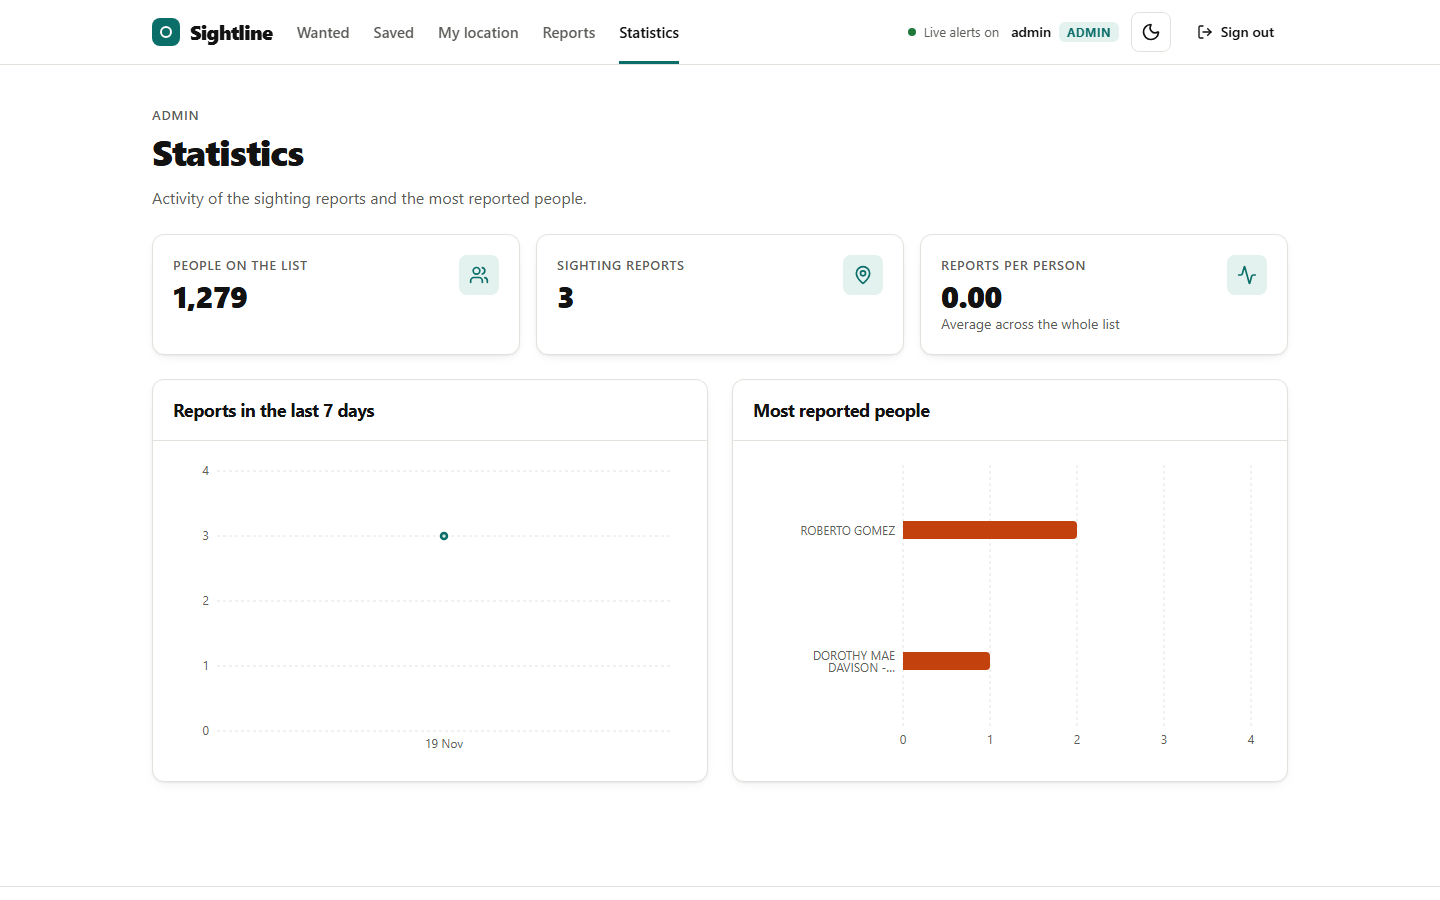 Sightline
Wanted
Saved
My location
Reports
Statistics
Live alerts on
admin
ADMIN
Sign out
ADMIN
Statistics
Activity of the sighting reports and the most reported people.
PEOPLE ON THE LIST
1,279
SIGHTING REPORTS
3
REPORTS PER PERSON
0.00
Average across the whole list
Reports in the last 7 days
4
3
2
1
0
19 Nov
Most reported people
ROBERTO GOMEZ
DOROTHY MAE
DAVISON -...
0
1
2
3
4